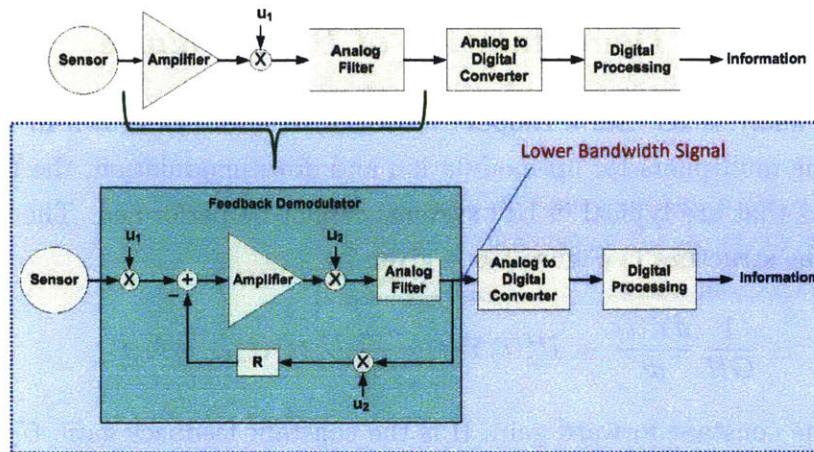 u1
Sensor
Amplifier
X
Analog
Filter
Analog to
Digital
Converter
Digital
Processing
Information
Lower Bandwidth Signal
Feedback Demodulator
u1
u2
Sensor
X
+
−
Amplifier
X
Analog
Filter
Analog to
Digital
Converter
Digital
Processing
Information
R
X
u2